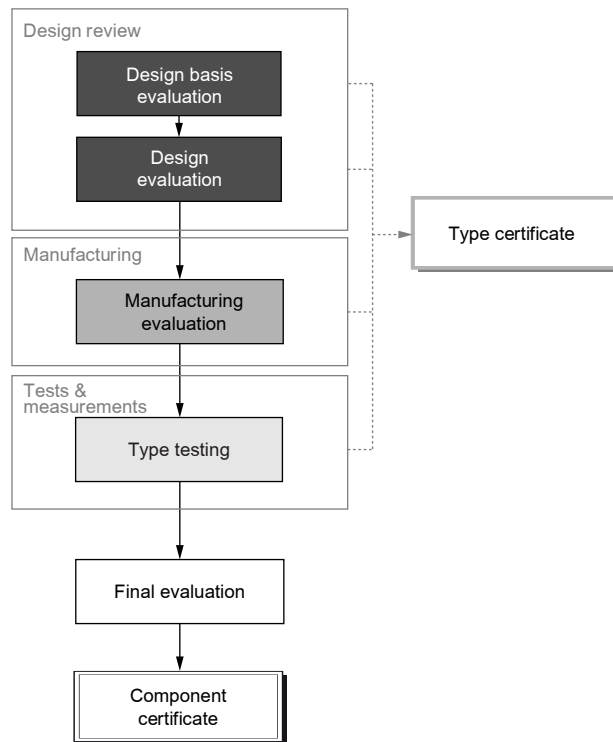 Design review
Design basis
evaluation
Design
evaluation
Type certificate
Manufacturing
Manufacturing
evaluation
Tests &
measurements
Type testing
Final evaluation
Component
certificate